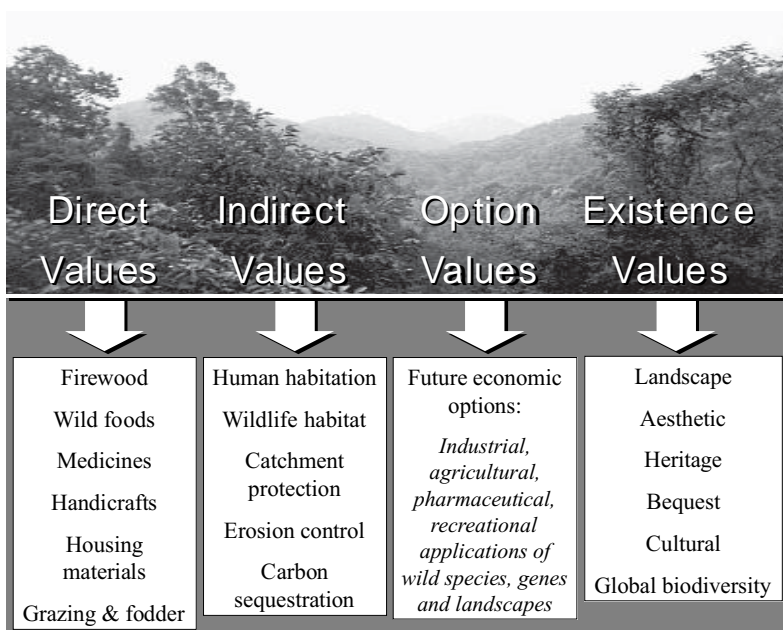 Direct
Values
Indirect
Values
Option
Values
Existence
Values
Firewood
Wild foods
Medicines
Handicrafts
Housing
materials
Grazing & fodder
Human habitation
Wildlife habitat
Catchment
protection
Erosion control
Carbon
sequestration
Future economic
options:
Industrial,
agricultural,
pharmaceutical,
recreational
applications of
wild species, genes
and landscapes
Landscape
Aesthetic
Heritage
Bequest
Cultural
Global biodiversity